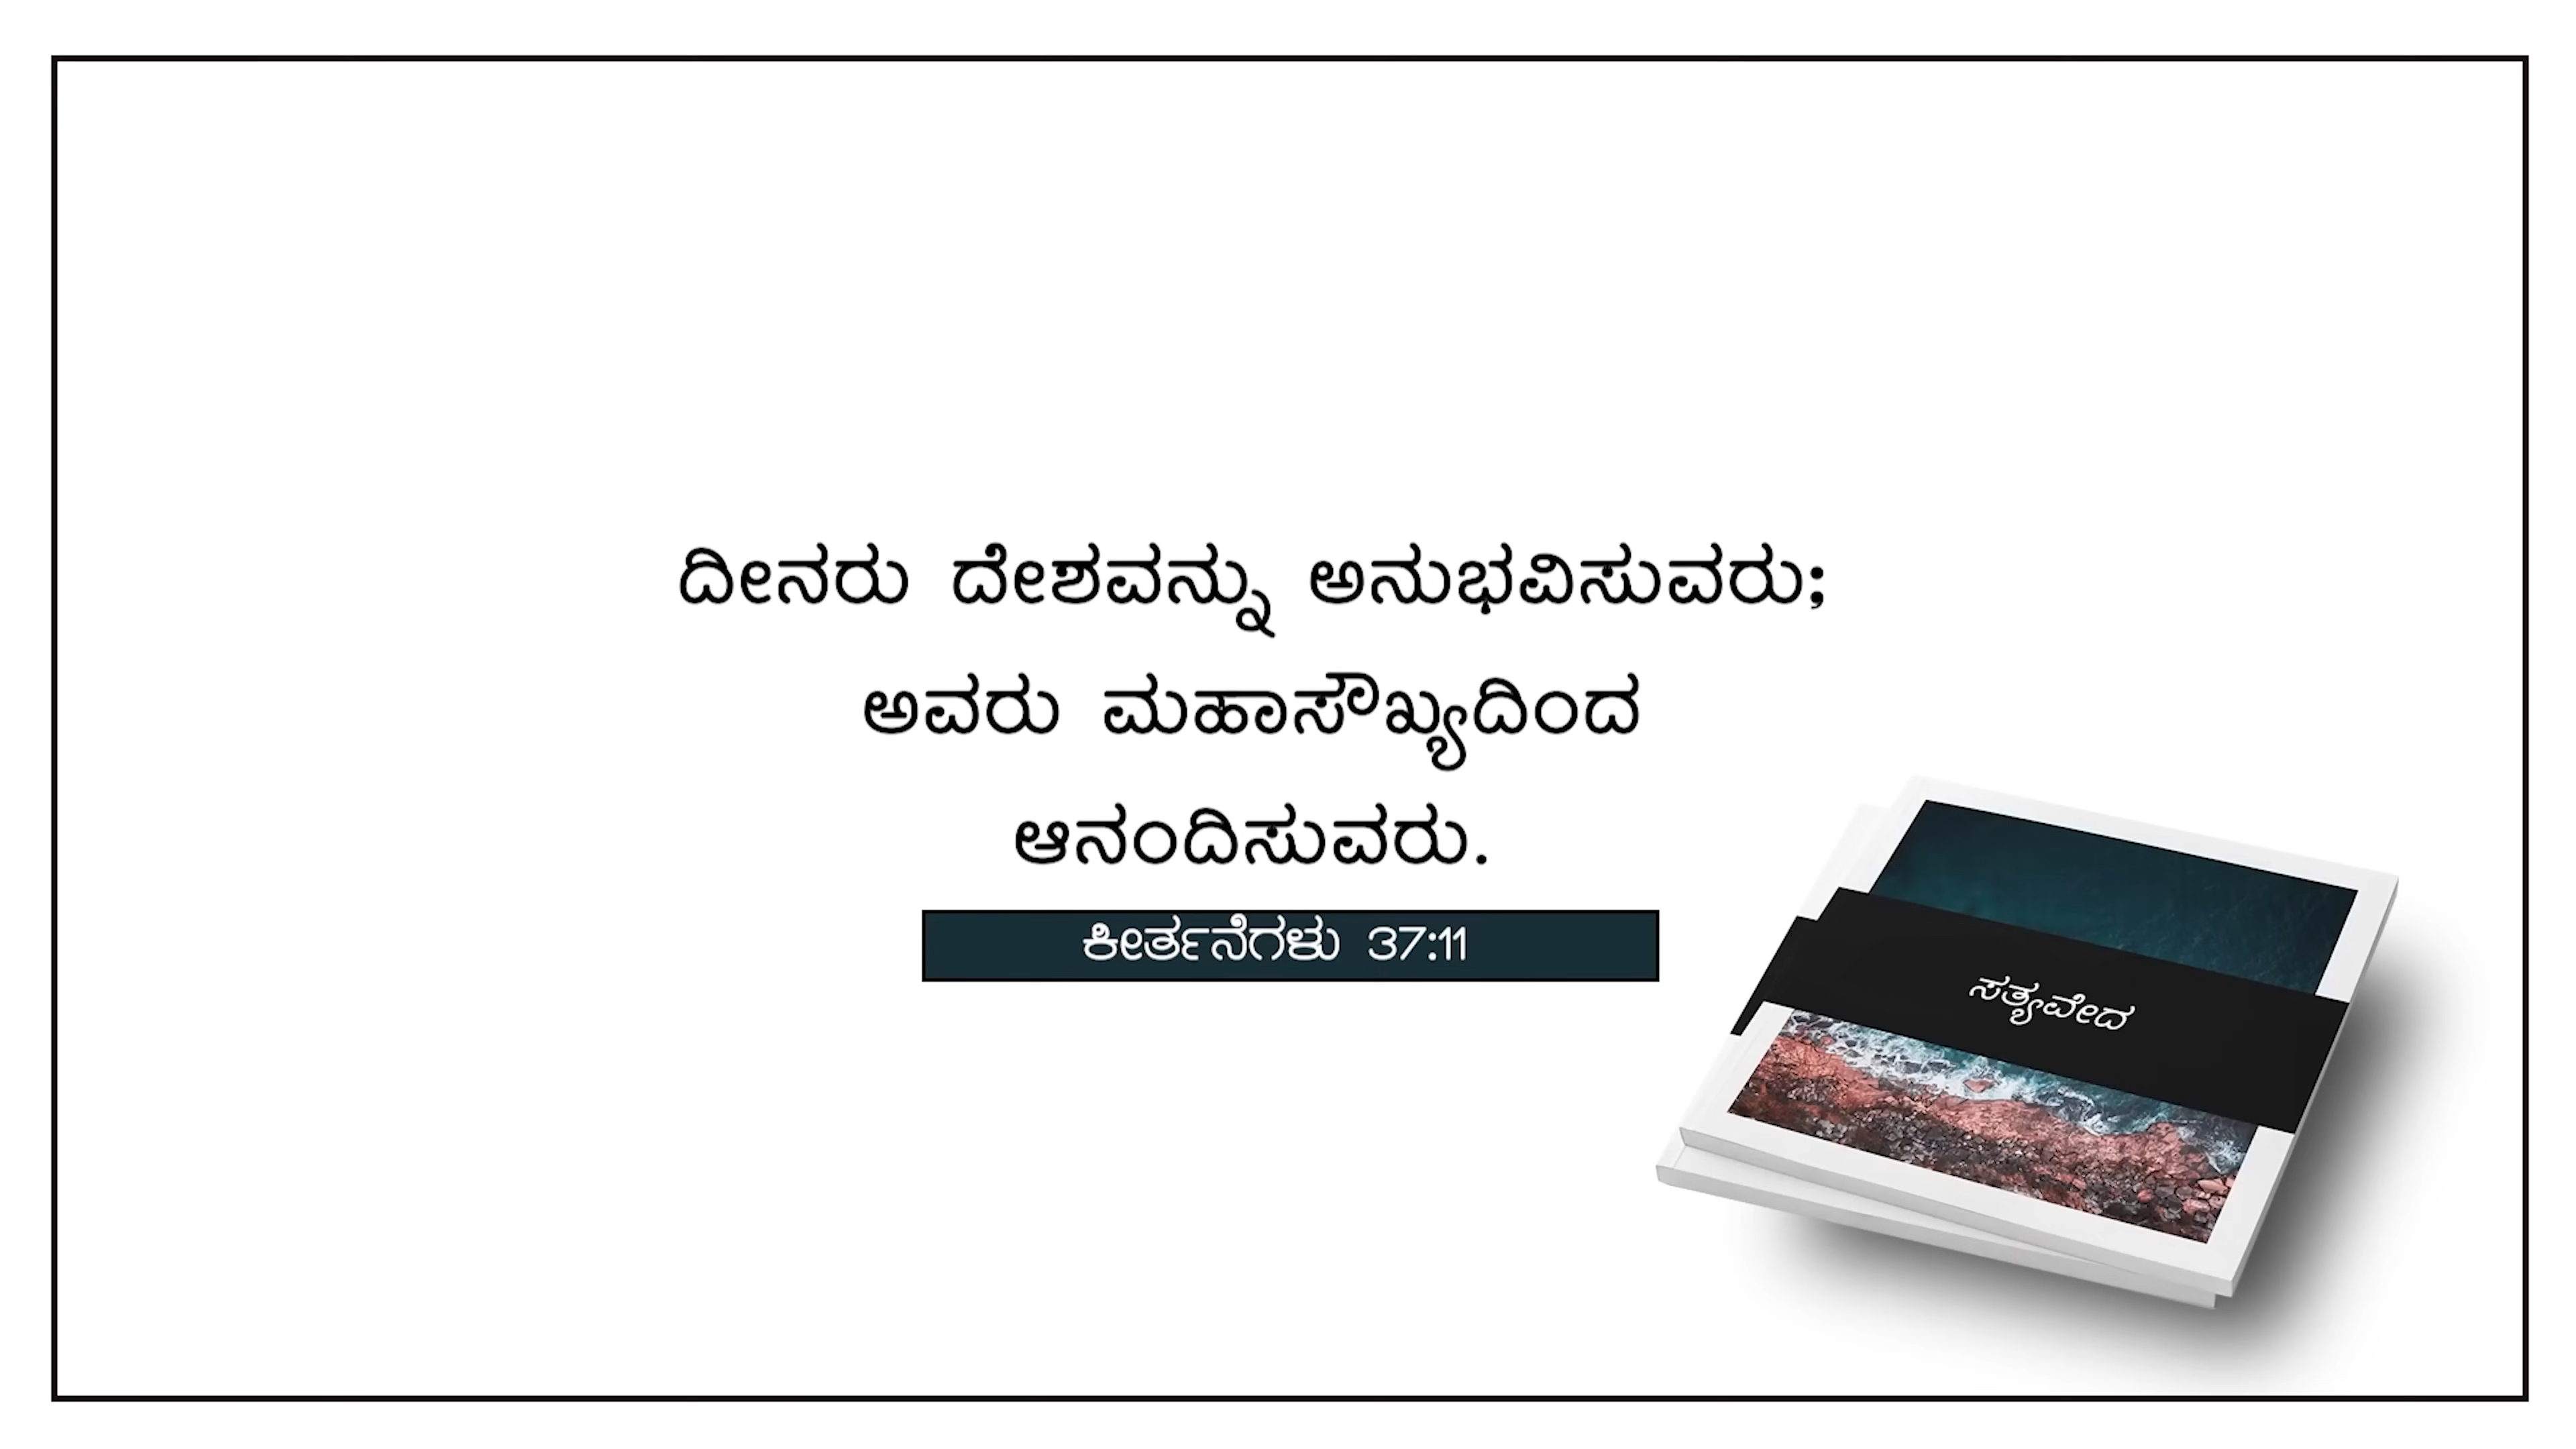 ದೀನರು ದೇಶವನ್ನು ಅನುಭವಿಸುವರು;
ಅವರು ಮಹಾಸೌಖ್ಯದಿಂದ
ಆನಂದಿಸುವರು.
ಕೀರ್ತನೆಗಳು 37:11
ಸತ್ಯವೇದ